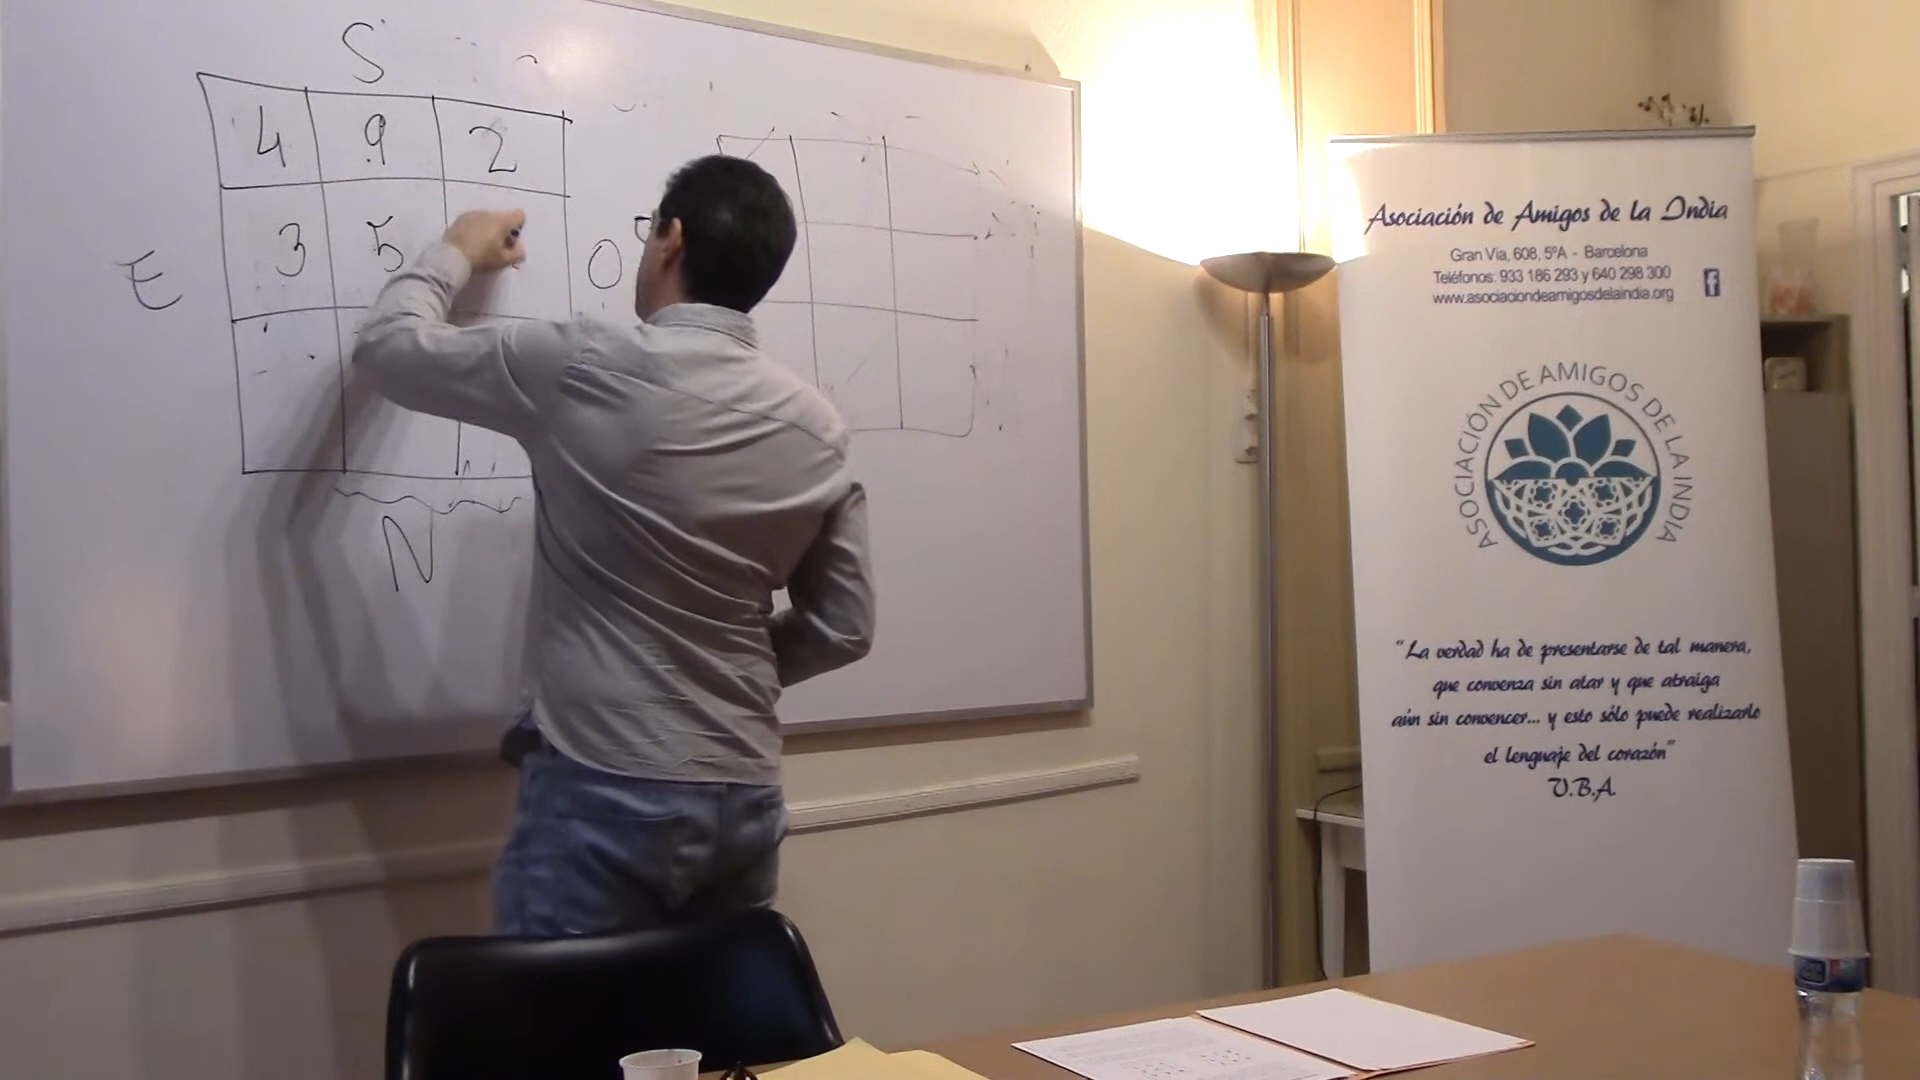 S
4 9 2
E 3 5 O
N
Asociación de Amigos de la India
Gran Vía, 608, 5ºA - Barcelona
Teléfonos: 933 186 293 y 640 298 300
www.asociaciondeamigosdelaindia.org
f
ASOCIACIÓN DE AMIGOS DE LA INDIA
"La verdad ha de presentarse de tal manera,
que convenza sin atar y que atraiga
aún sin convencer... y esto sólo puede realizarlo
el lenguaje del corazón"
V.B.A.